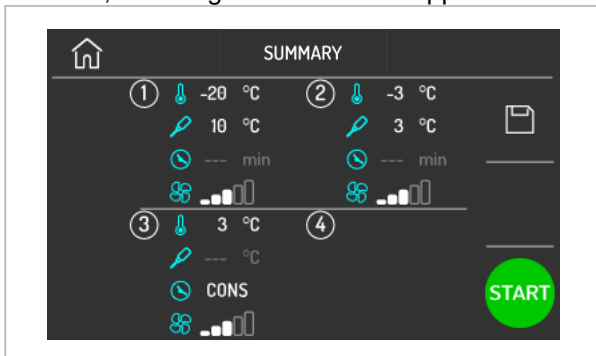 SUMMARY
1 -20 °C 2 -3 °C
10 °C 3 °C
--- min --- min
3 3 °C 4
--- °C
CONS
START